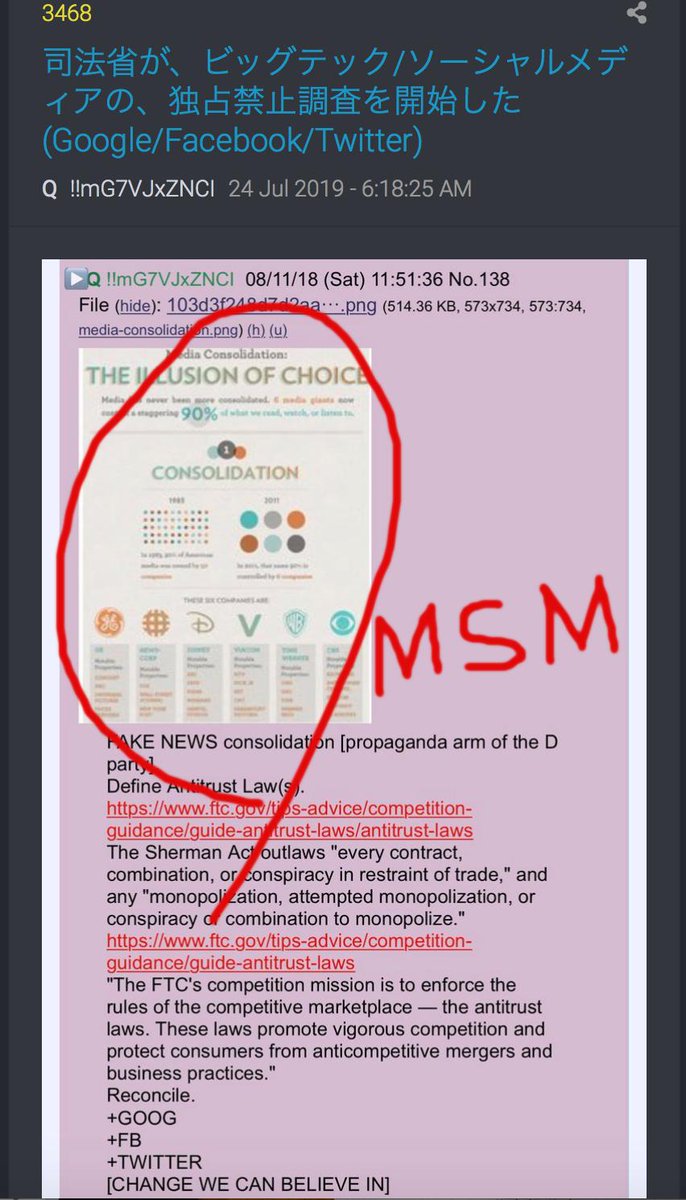 3468
司法省が、ビッグテック/ソーシャルメデ
ィアの、独占禁止調査を開始した
(Google/Facebook/Twitter)
Q !!mG7VJxZNCI 24 Jul 2019 - 6:18:25 AM
Q !!mG7VJxZNCI 08/11/18 (Sat) 11:51:36 No.138
File (hide): 103d3f248d7d2aa⋯.png (514.36 KB, 573x734, 573:734,
media-consolidation.png) (h) (u)
Media Consolidation:
THE ILLUSION OF CHOICE
Media has never been more consolidated. 6 media giants now
control a staggering 90% of what we read, watch, or listen to.
1
CONSOLIDATION
1983 2011
In 1983, 90% of American
media was owned by 50
companies
In 2011, that same 90% is
controlled by 6 companies
THESE SIX COMPANIES ARE:
GE NEWS-CORP DISNEY VIACOM TIME WARNER CBS
Notable Properties:
MSM
FAKE NEWS consolidation [propaganda arm of the D
party].
Define Antitrust Law(s).
https://www.ftc.gov/tips-advice/competition-
guidance/guide-antitrust-laws/antitrust-laws
The Sherman Act outlaws "every contract,
combination, or conspiracy in restraint of trade," and
any "monopolization, attempted monopolization, or
conspiracy or combination to monopolize."
https://www.ftc.gov/tips-advice/competition-
guidance/guide-antitrust-laws
"The FTC's competition mission is to enforce the
rules of the competitive marketplace — the antitrust
laws. These laws promote vigorous competition and
protect consumers from anticompetitive mergers and
business practices."
Reconcile.
+GOOG
+FB
+TWITTER
[CHANGE WE CAN BELIEVE IN]